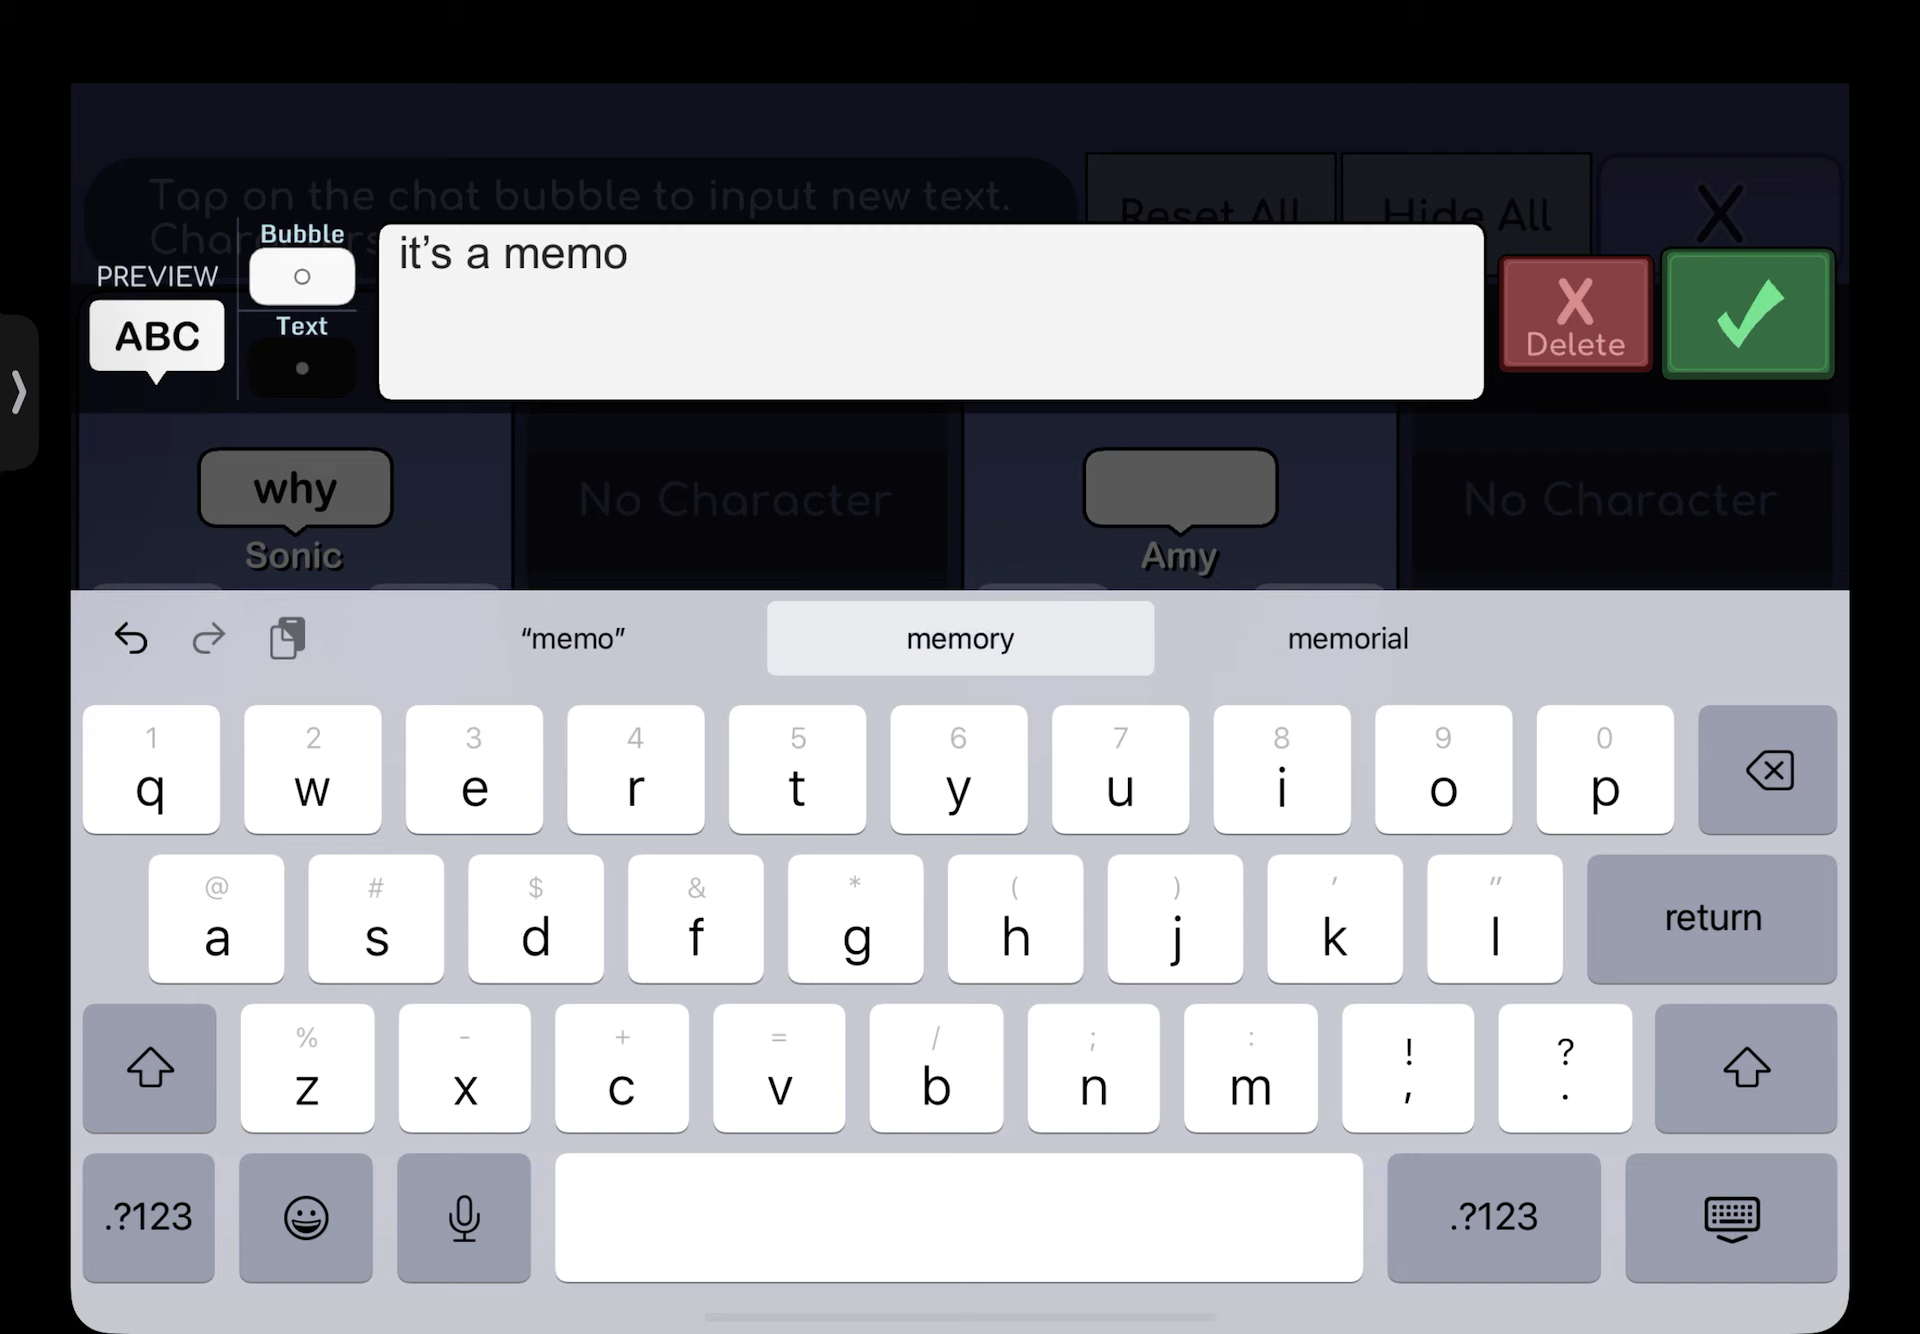 Tap on the chat bubble to input new text.
Reset All
Hide All
X
Bubble
PREVIEW
ABC
Text
it’s a memo
X
Delete
why
Sonic
No Character
Amy
No Character
“memo”
memory
memorial
1 2 3 4 5 6 7 8 9 0
q w e r t y u i o p
@ # $ & * ( ) ' "
a s d f g h j k l
return
% - + = / ; : ! ?
z x c v b n m , .
.?123
.?123